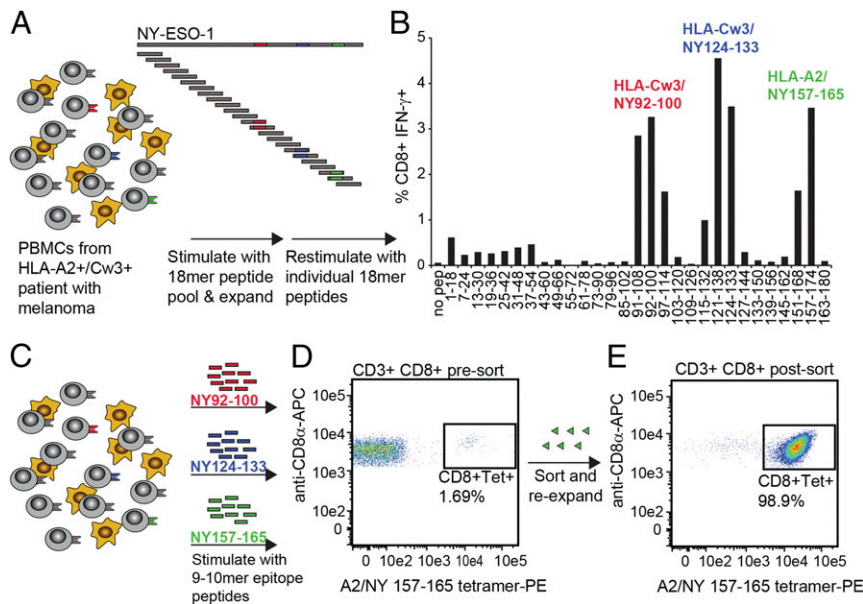 A
NY-ESO-1
PBMCs from
HLA-A2+/Cw3+
patient with
melanoma
Stimulate with
18mer peptide
pool & expand
Restimulate with
individual 18mer
peptides
B
% CD8+ IFN-γ+
6
5
4
3
2
1
0
HLA-Cw3/
NY92-100
HLA-Cw3/
NY124-133
HLA-A2/
NY157-165
no pep
1-18
7-24
13-30
19-36
25-42
31-48
37-54
43-60
49-66
55-72
61-78
73-90
79-96
85-102
91-108
92-100
97-114
103-120
109-126
115-132
121-138
124-133
127-144
133-150
139-156
145-162
151-168
157-174
163-180
C
NY92-100
NY124-133
NY157-165
Stimulate with
9-10mer epitope
peptides
D
CD3+ CD8+ pre-sort
anti-CD8α-APC
10e5
10e4
10e3
10e2
0
CD8+Tet+
1.69%
0
10e2
10e3
10e4
10e5
A2/NY 157-165 tetramer-PE
Sort and
re-expand
E
CD3+ CD8+ post-sort
anti-CD8α-APC
10e5
10e4
10e3
10e2
0
CD8+Tet+
98.9%
0
10e2
10e3
10e4
10e5
A2/NY 157-165 tetramer-PE